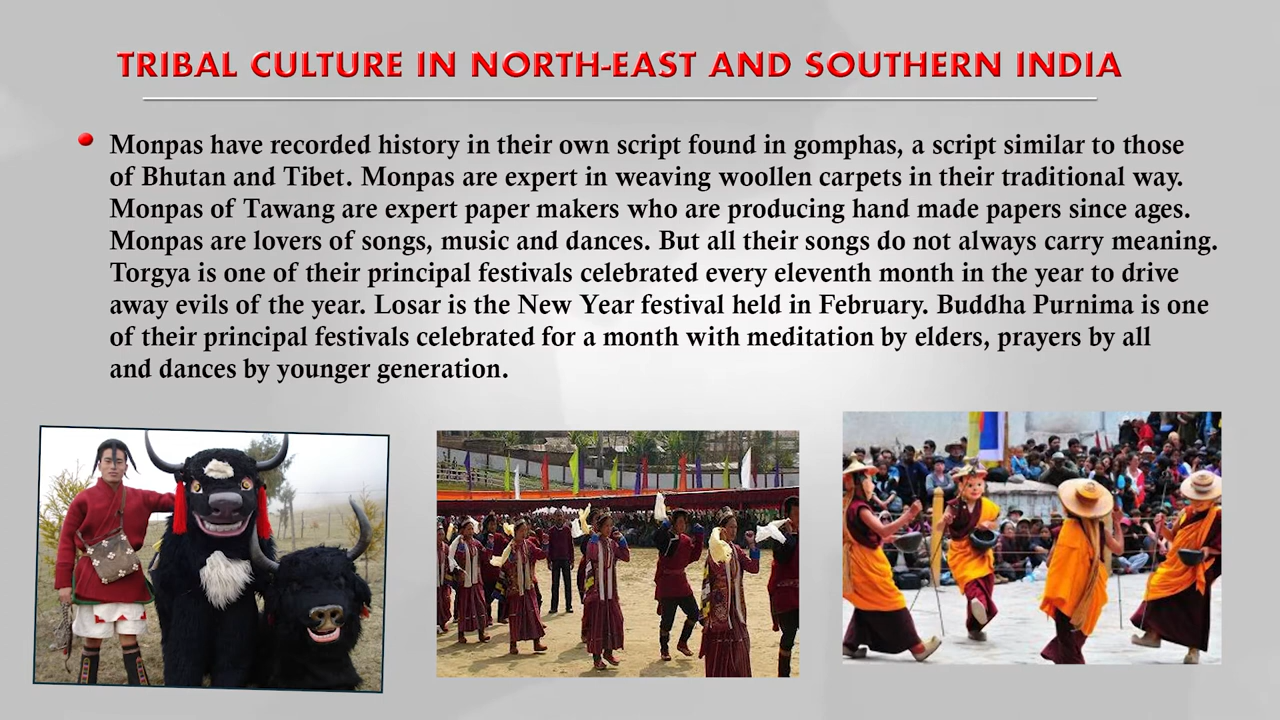 TRIBAL CULTURE IN NORTH-EAST AND SOUTHERN INDIA
Monpas have recorded history in their own script found in gomphas, a script similar to those
of Bhutan and Tibet. Monpas are expert in weaving woollen carpets in their traditional way.
Monpas of Tawang are expert paper makers who are producing hand made papers since ages.
Monpas are lovers of songs, music and dances. But all their songs do not always carry meaning.
Torgya is one of their principal festivals celebrated every eleventh month in the year to drive
away evils of the year. Losar is the New Year festival held in February. Buddha Purnima is one
of their principal festivals celebrated for a month with meditation by elders, prayers by all
and dances by younger generation.